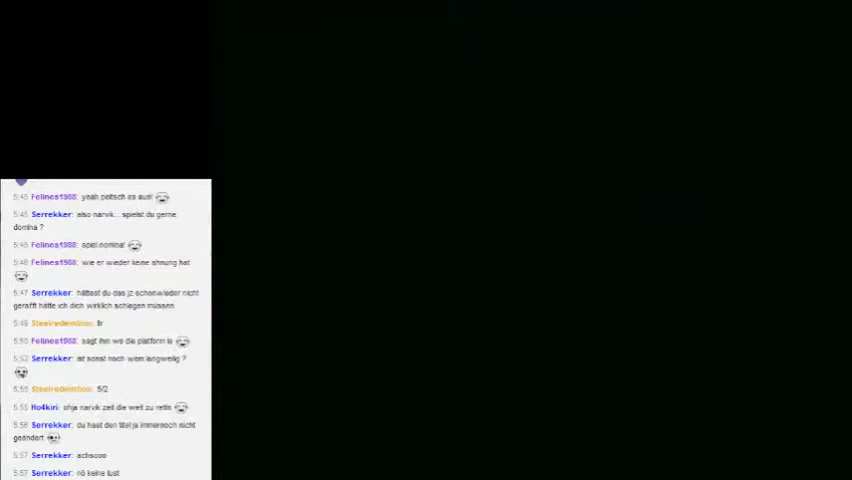 5:45 Felines1988: yeah peitsch es aus!
5:45 Serrekker: also narvik... spielst du gerne
domina ?
5:45 Felines1988: spiel nomina!
5:46 Felines1988: wie er wieder keine ahnung hat
5:47 Serrekker: hättest du das jz schonwieder nicht
gerafft hätte ich dich wirklich schlagen müssen
5:49 8r
5:50 Felines1988: sagt ihm wo die platform is
5:52 Serrekker: ist sonst noch wem langweilig ?
5:55 5/2
5:55 Ho4kiri: ohja narvik zeit die welt zu rettn
5:56 Serrekker: du hast den titel ja immernoch nicht
geändert
5:57 Serrekker: achsooo
5:57 Serrekker: nö keine lust